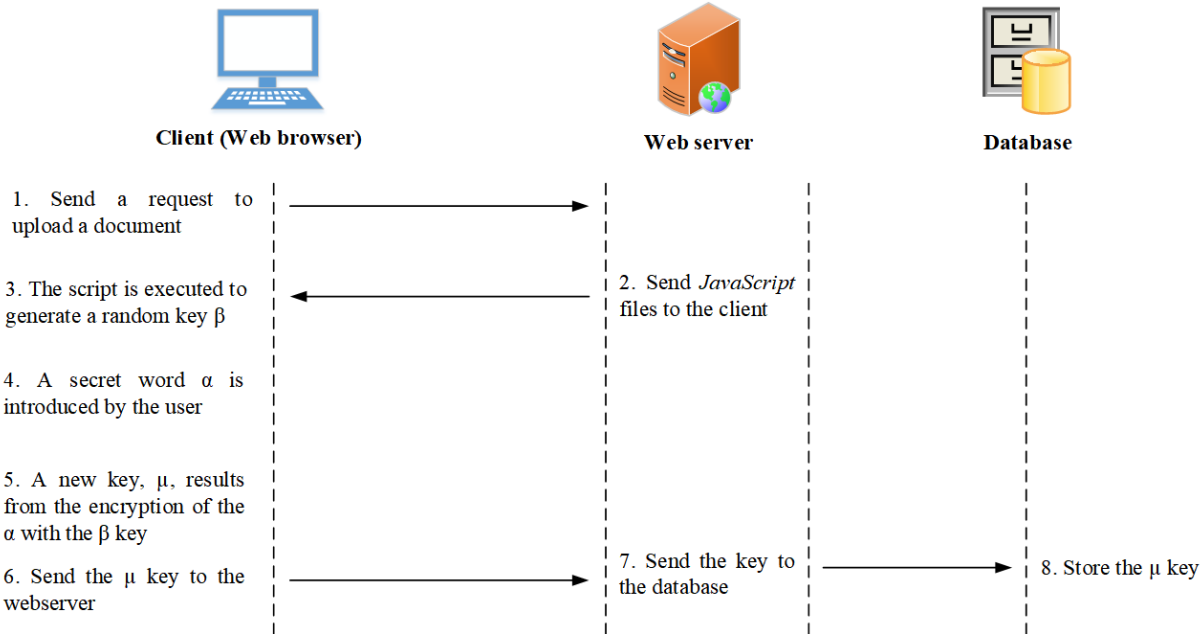 Client (Web browser)
Web server
Database
1. Send a request to
upload a document
2. Send JavaScript
files to the client
3. The script is executed to
generate a random key β
4. A secret word α is
introduced by the user
5. A new key, μ, results
from the encryption of the
α with the β key
6. Send the μ key to the
webserver
7. Send the key to
the database
8. Store the μ key